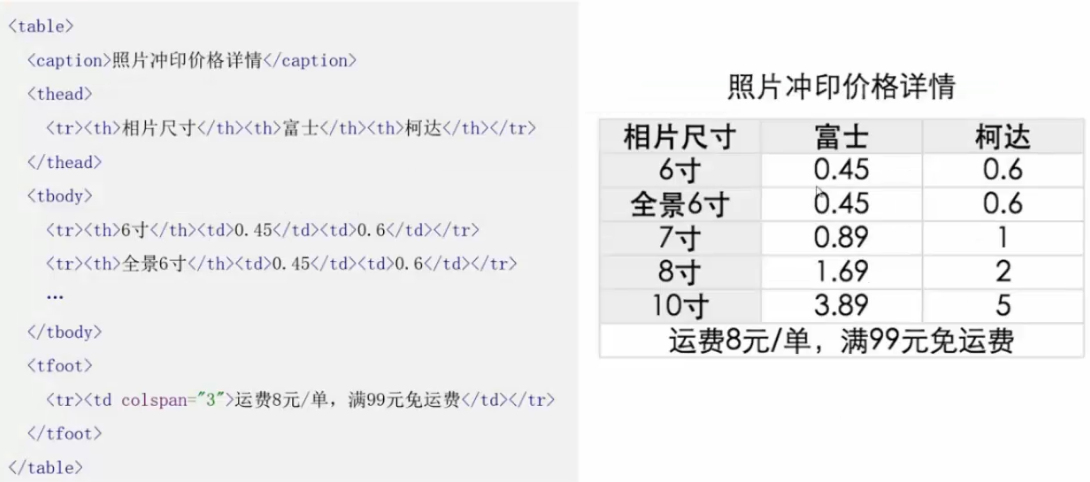 <table>
<caption>照片冲印价格详情</caption>
<thead>
<tr><th>相片尺寸</th><th>富士</th><th>柯达</th></tr>
</thead>
<tbody>
<tr><th>6寸</th><td>0.45</td><td>0.6</td></tr>
<tr><th>全景6寸</th><td>0.45</td><td>0.6</td></tr>
…
</tbody>
<tfoot>
<tr><td colspan="3">运费8元/单，满99元免运费</td></tr>
</tfoot>
</table>
照片冲印价格详情
相片尺寸 富士 柯达
6寸 0.45 0.6
全景6寸 0.45 0.6
7寸 0.89 1
8寸 1.69 2
10寸 3.89 5
运费8元/单，满99元免运费